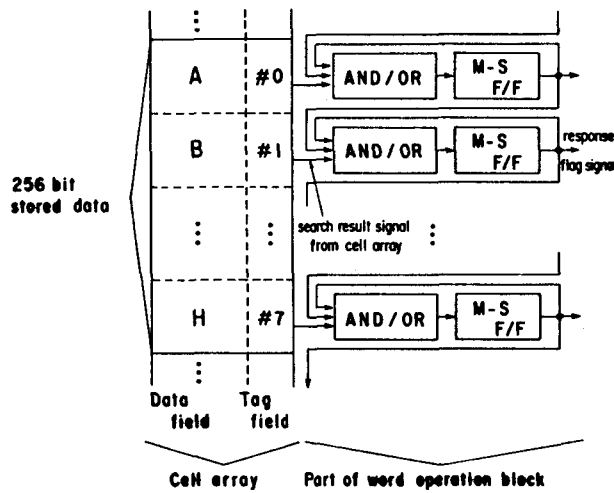 A #0 AND/OR M-S F/F
B #1 AND/OR M-S F/F
response
flag signal
256 bit
stored data
search result signal
from cell array
H #7 AND/OR M-S F/F
Data
field
Tag
field
Cell array
Part of word operation block